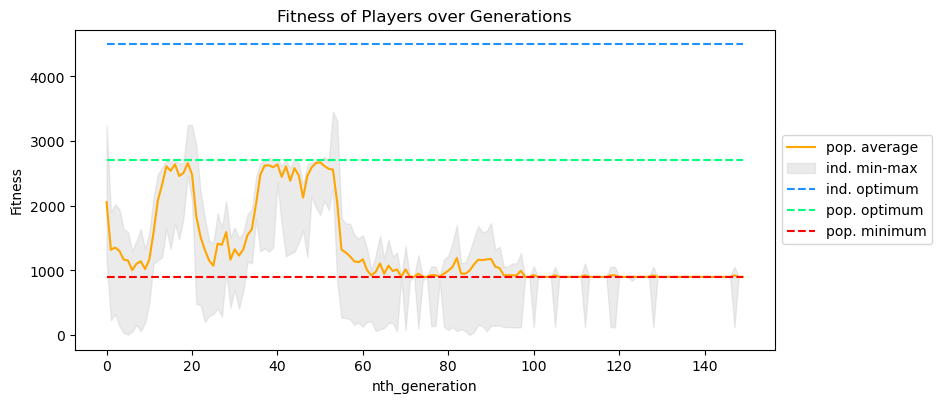 Fitness of Players over Generations
Fitness
4000
3000
2000
1000
0
0 20 40 60 80 100 120 140
nth_generation
pop. average
ind. min-max
ind. optimum
pop. optimum
pop. minimum